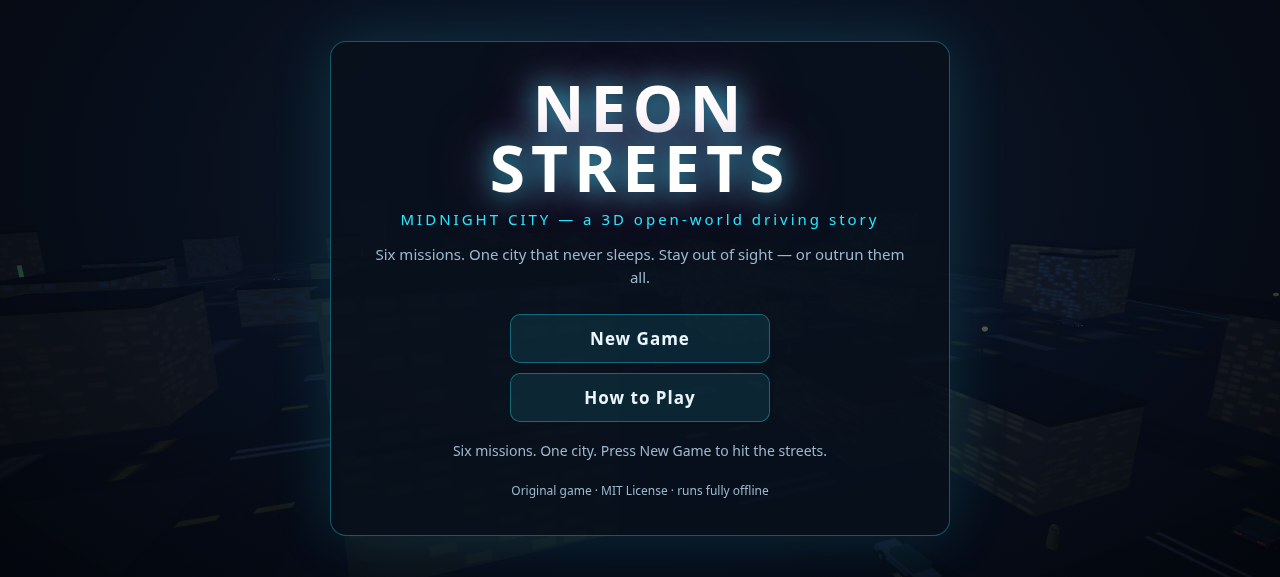 NEON
STREETS
MIDNIGHT CITY — a 3D open-world driving story
Six missions. One city that never sleeps. Stay out of sight — or outrun them
all.
New Game
How to Play
Six missions. One city. Press New Game to hit the streets.
Original game · MIT License · runs fully offline